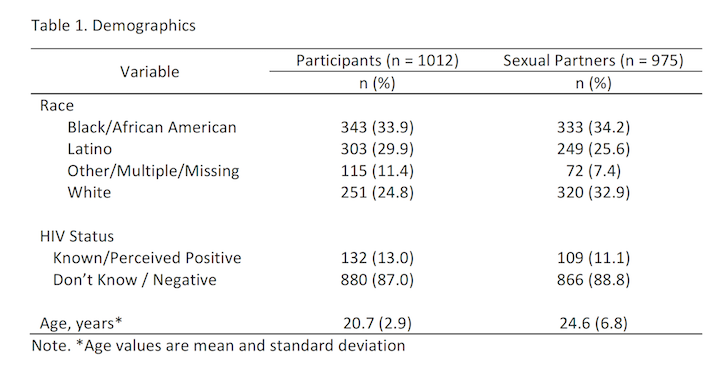 Table 1. Demographics
Variable Participants (n = 1012) Sexual Partners (n = 975)
n (%) n (%)
Race
Black/African American 343 (33.9) 333 (34.2)
Latino 303 (29.9) 249 (25.6)
Other/Multiple/Missing 115 (11.4) 72 (7.4)
White 251 (24.8) 320 (32.9)
HIV Status
Known/Perceived Positive 132 (13.0) 109 (11.1)
Don’t Know / Negative 880 (87.0) 866 (88.8)
Age, years* 20.7 (2.9) 24.6 (6.8)
Note. *Age values are mean and standard deviation